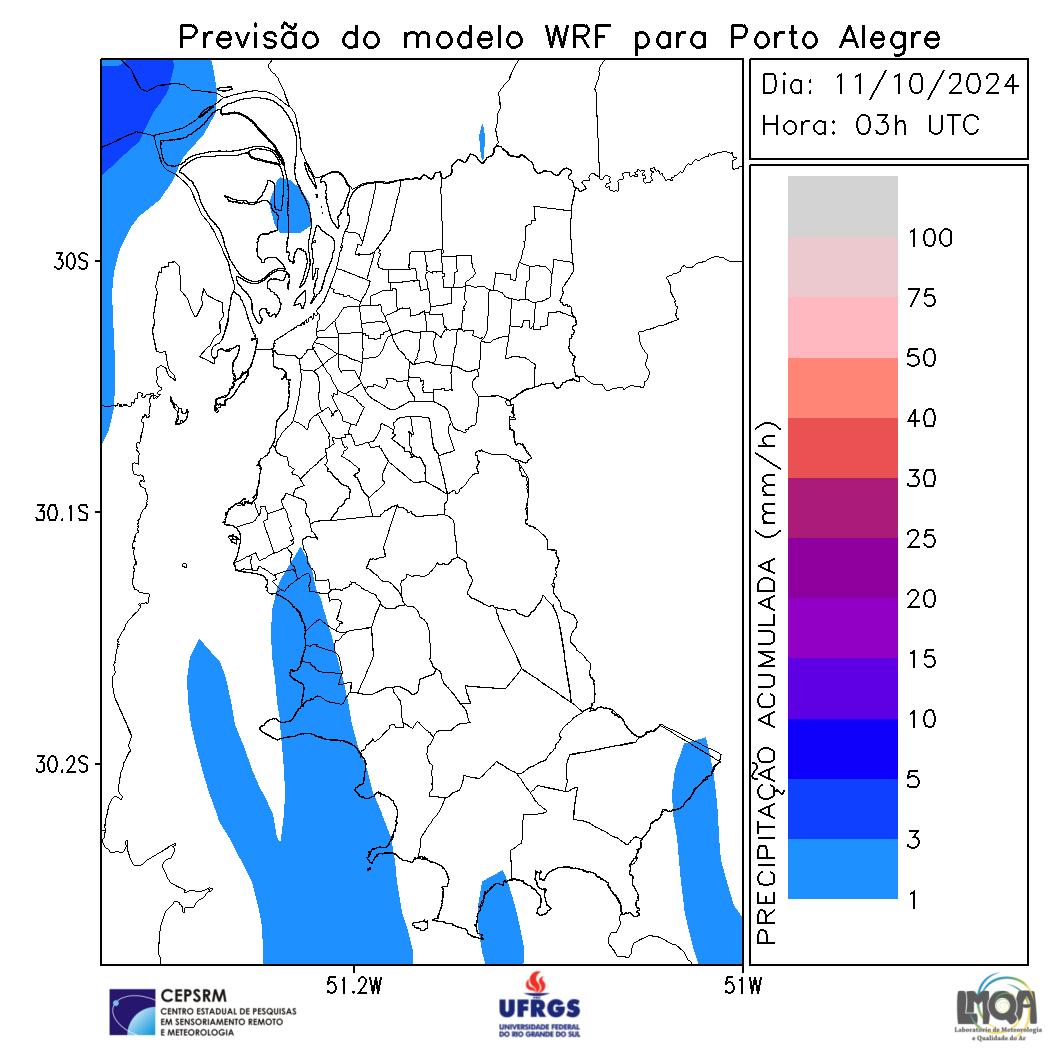 Previsão do modelo WRF para Porto Alegre
Dia: 11/10/2024
Hora: 03h UTC
30S
30.1S
30.2S
51.2W
51W
PRECIPITAÇÃO ACUMULADA (mm/h)
100
75
50
40
30
25
20
15
10
5
3
1
CEPSRM
CENTRO ESTADUAL DE PESQUISAS
EM SENSORIAMENTO REMOTO
E METEOROLOGIA
UFRGS
UNIVERSIDADE FEDERAL
DO RIO GRANDE DO SUL
LMQA
Laboratório de Meteorologia
e Qualidade do Ar